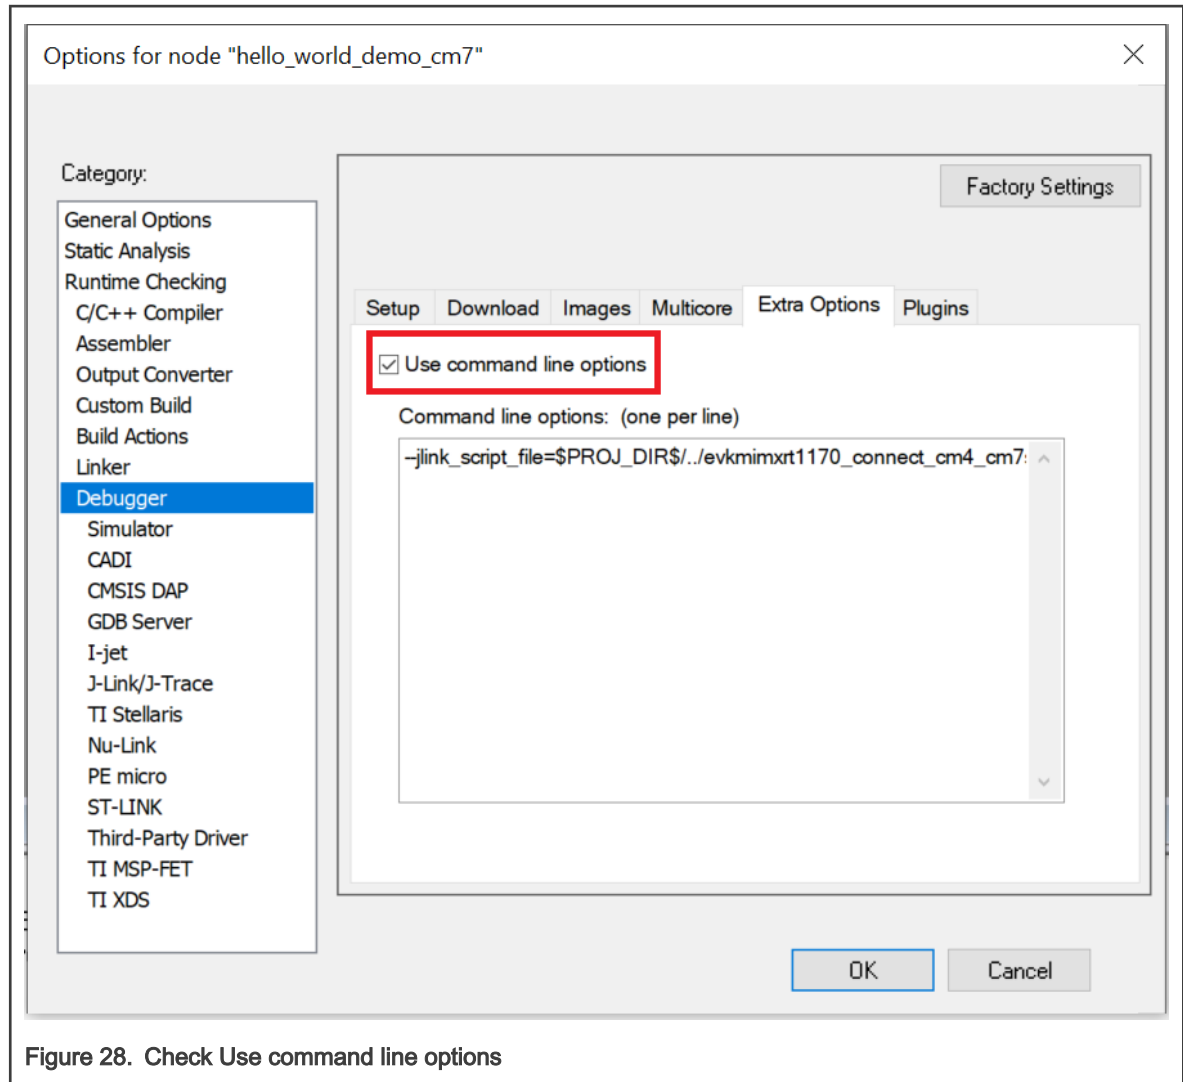 Options for node "hello_world_demo_cm7"
Category:
Factory Settings
General Options
Static Analysis
Runtime Checking
C/C++ Compiler
Assembler
Output Converter
Custom Build
Build Actions
Linker
Debugger
Simulator
CADI
CMSIS DAP
GDB Server
I-jet
J-Link/J-Trace
TI Stellaris
Nu-Link
PE micro
ST-LINK
Third-Party Driver
TI MSP-FET
TI XDS
Setup Download Images Multicore Extra Options Plugins
Use command line options
Command line options: (one per line)
--jlink_script_file=$PROJ_DIR$/../evkmimxrt1170_connect_cm4_cm7
OK Cancel
Figure 28. Check Use command line options